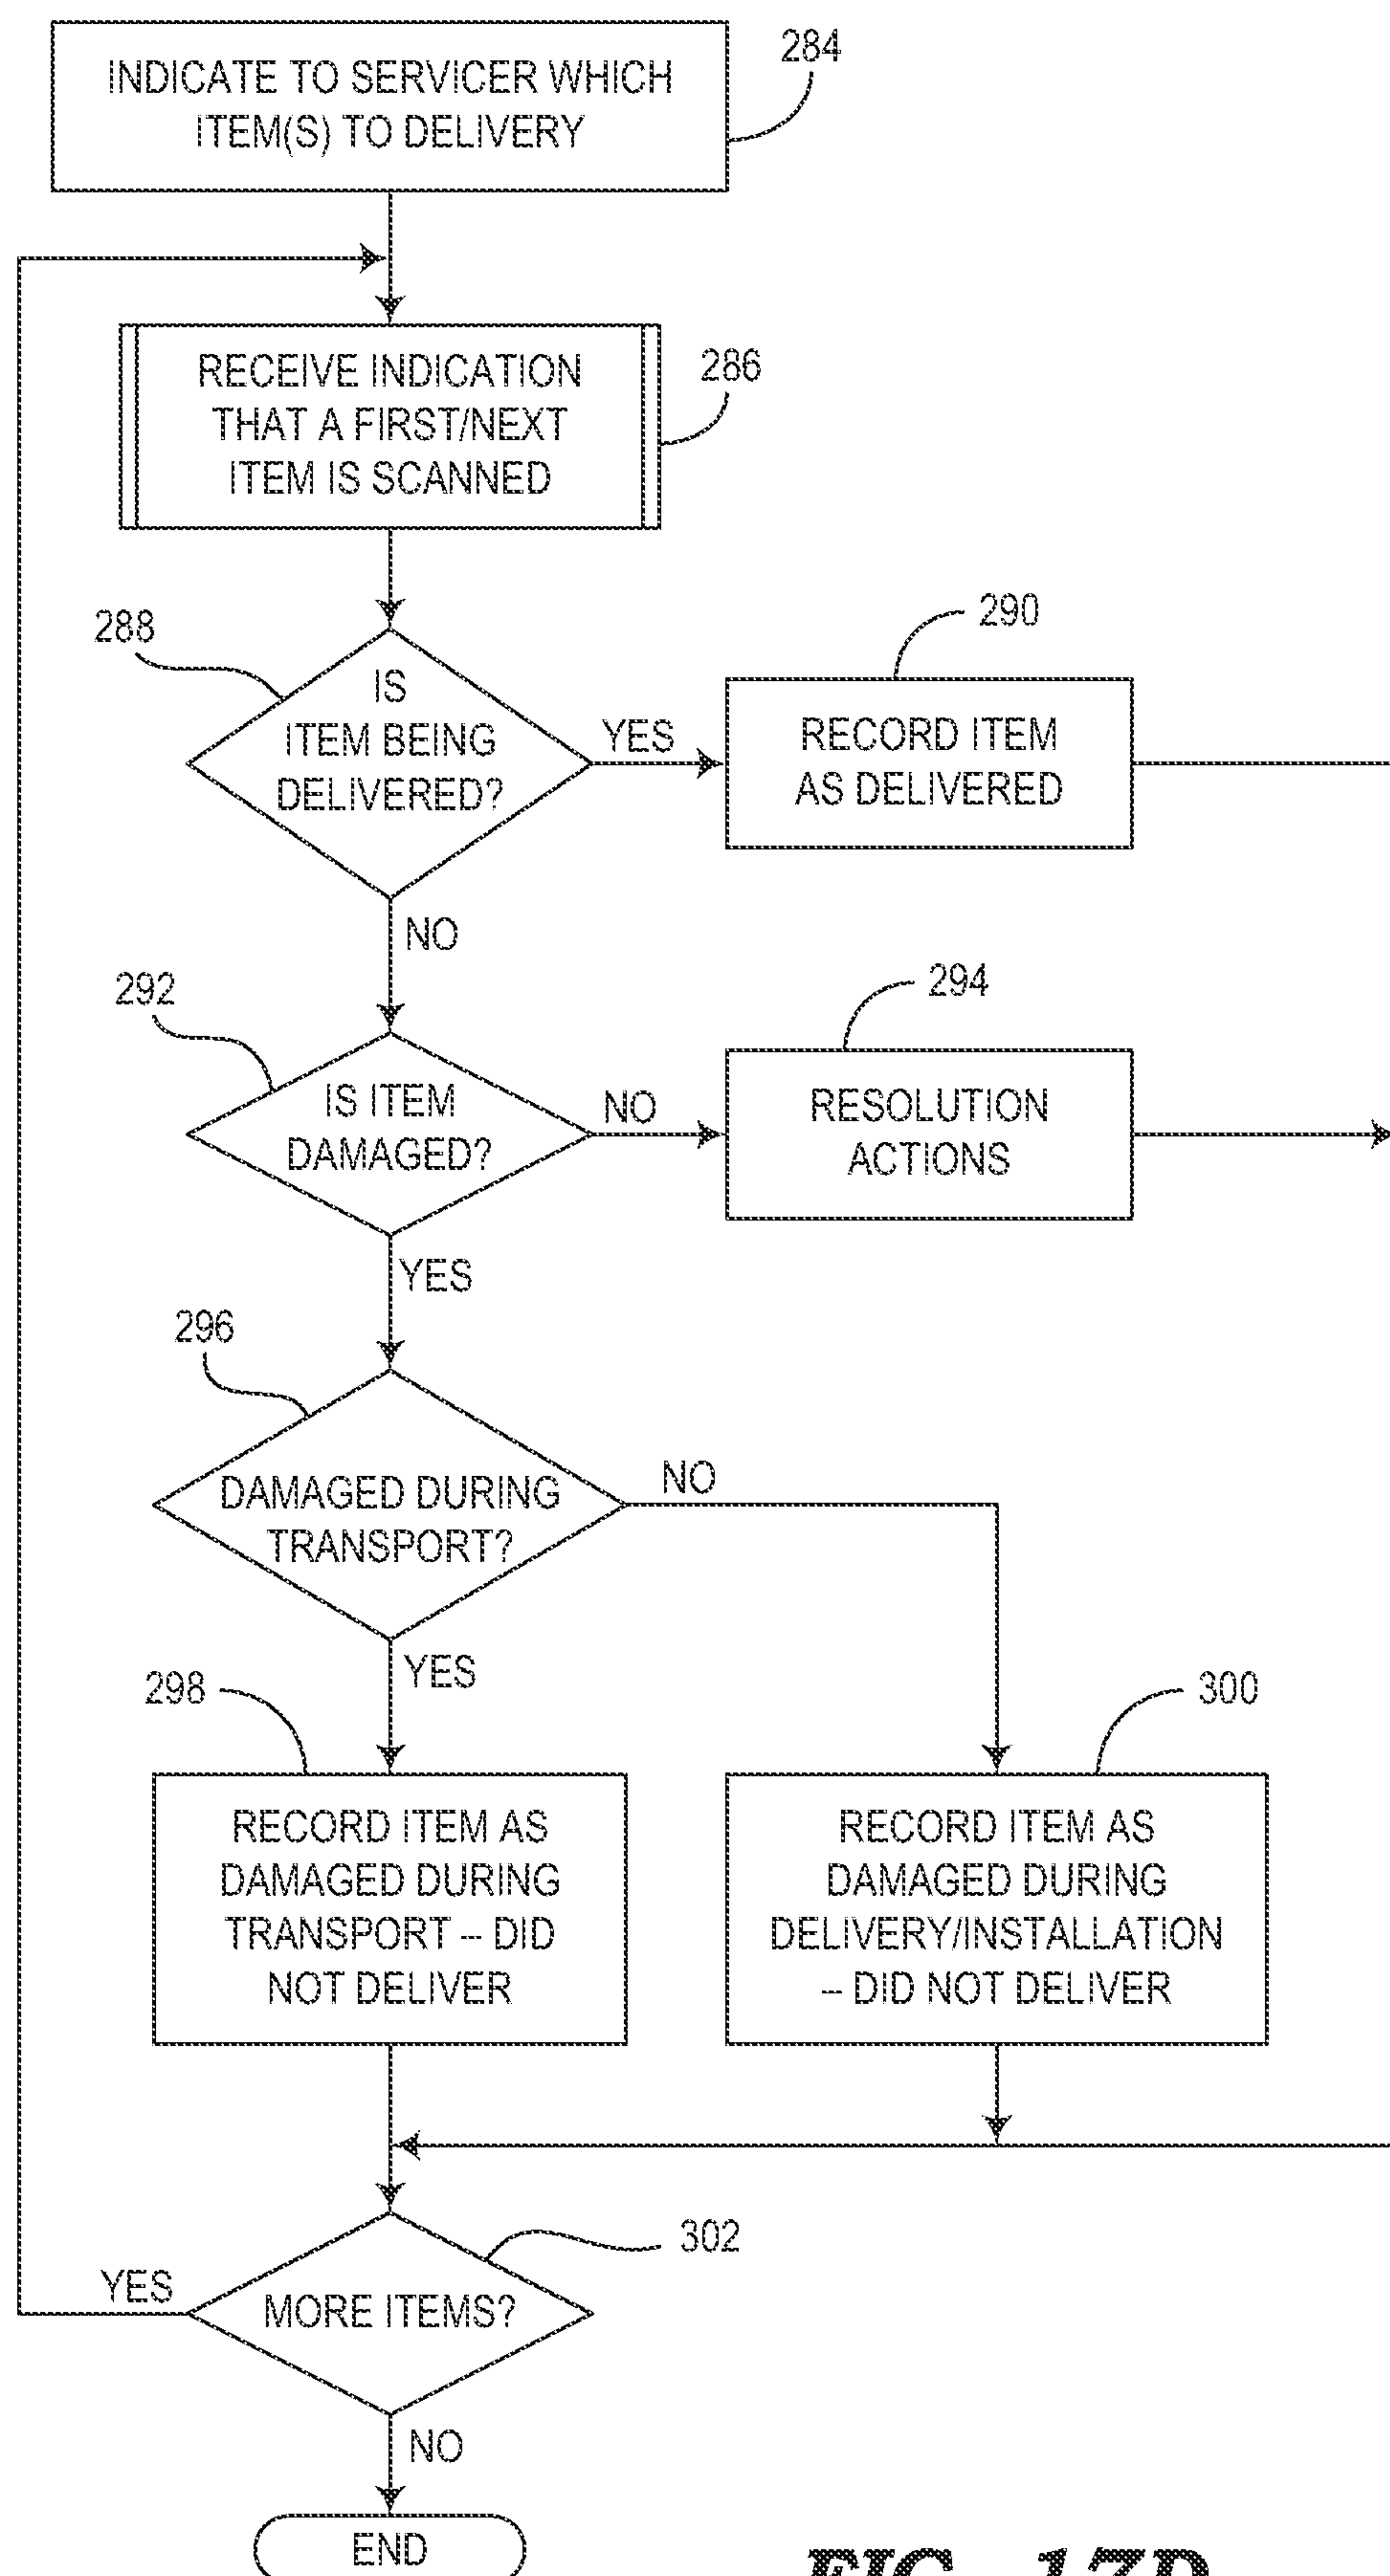 INDICATE TO SERVICER WHICH
ITEM(S) TO DELIVERY
284
RECEIVE INDICATION
THAT A FIRST/NEXT
ITEM IS SCANNED
286
288
IS
ITEM BEING
DELIVERED?
YES
290
RECORD ITEM
AS DELIVERED
NO
292
IS ITEM
DAMAGED?
NO
294
RESOLUTION
ACTIONS
YES
296
DAMAGED DURING
TRANSPORT?
NO
YES
298
RECORD ITEM AS
DAMAGED DURING
TRANSPORT -- DID
NOT DELIVER
300
RECORD ITEM AS
DAMAGED DURING
DELIVERY/INSTALLATION
-- DID NOT DELIVER
302
MORE ITEMS?
YES
NO
END
FIG. 17D